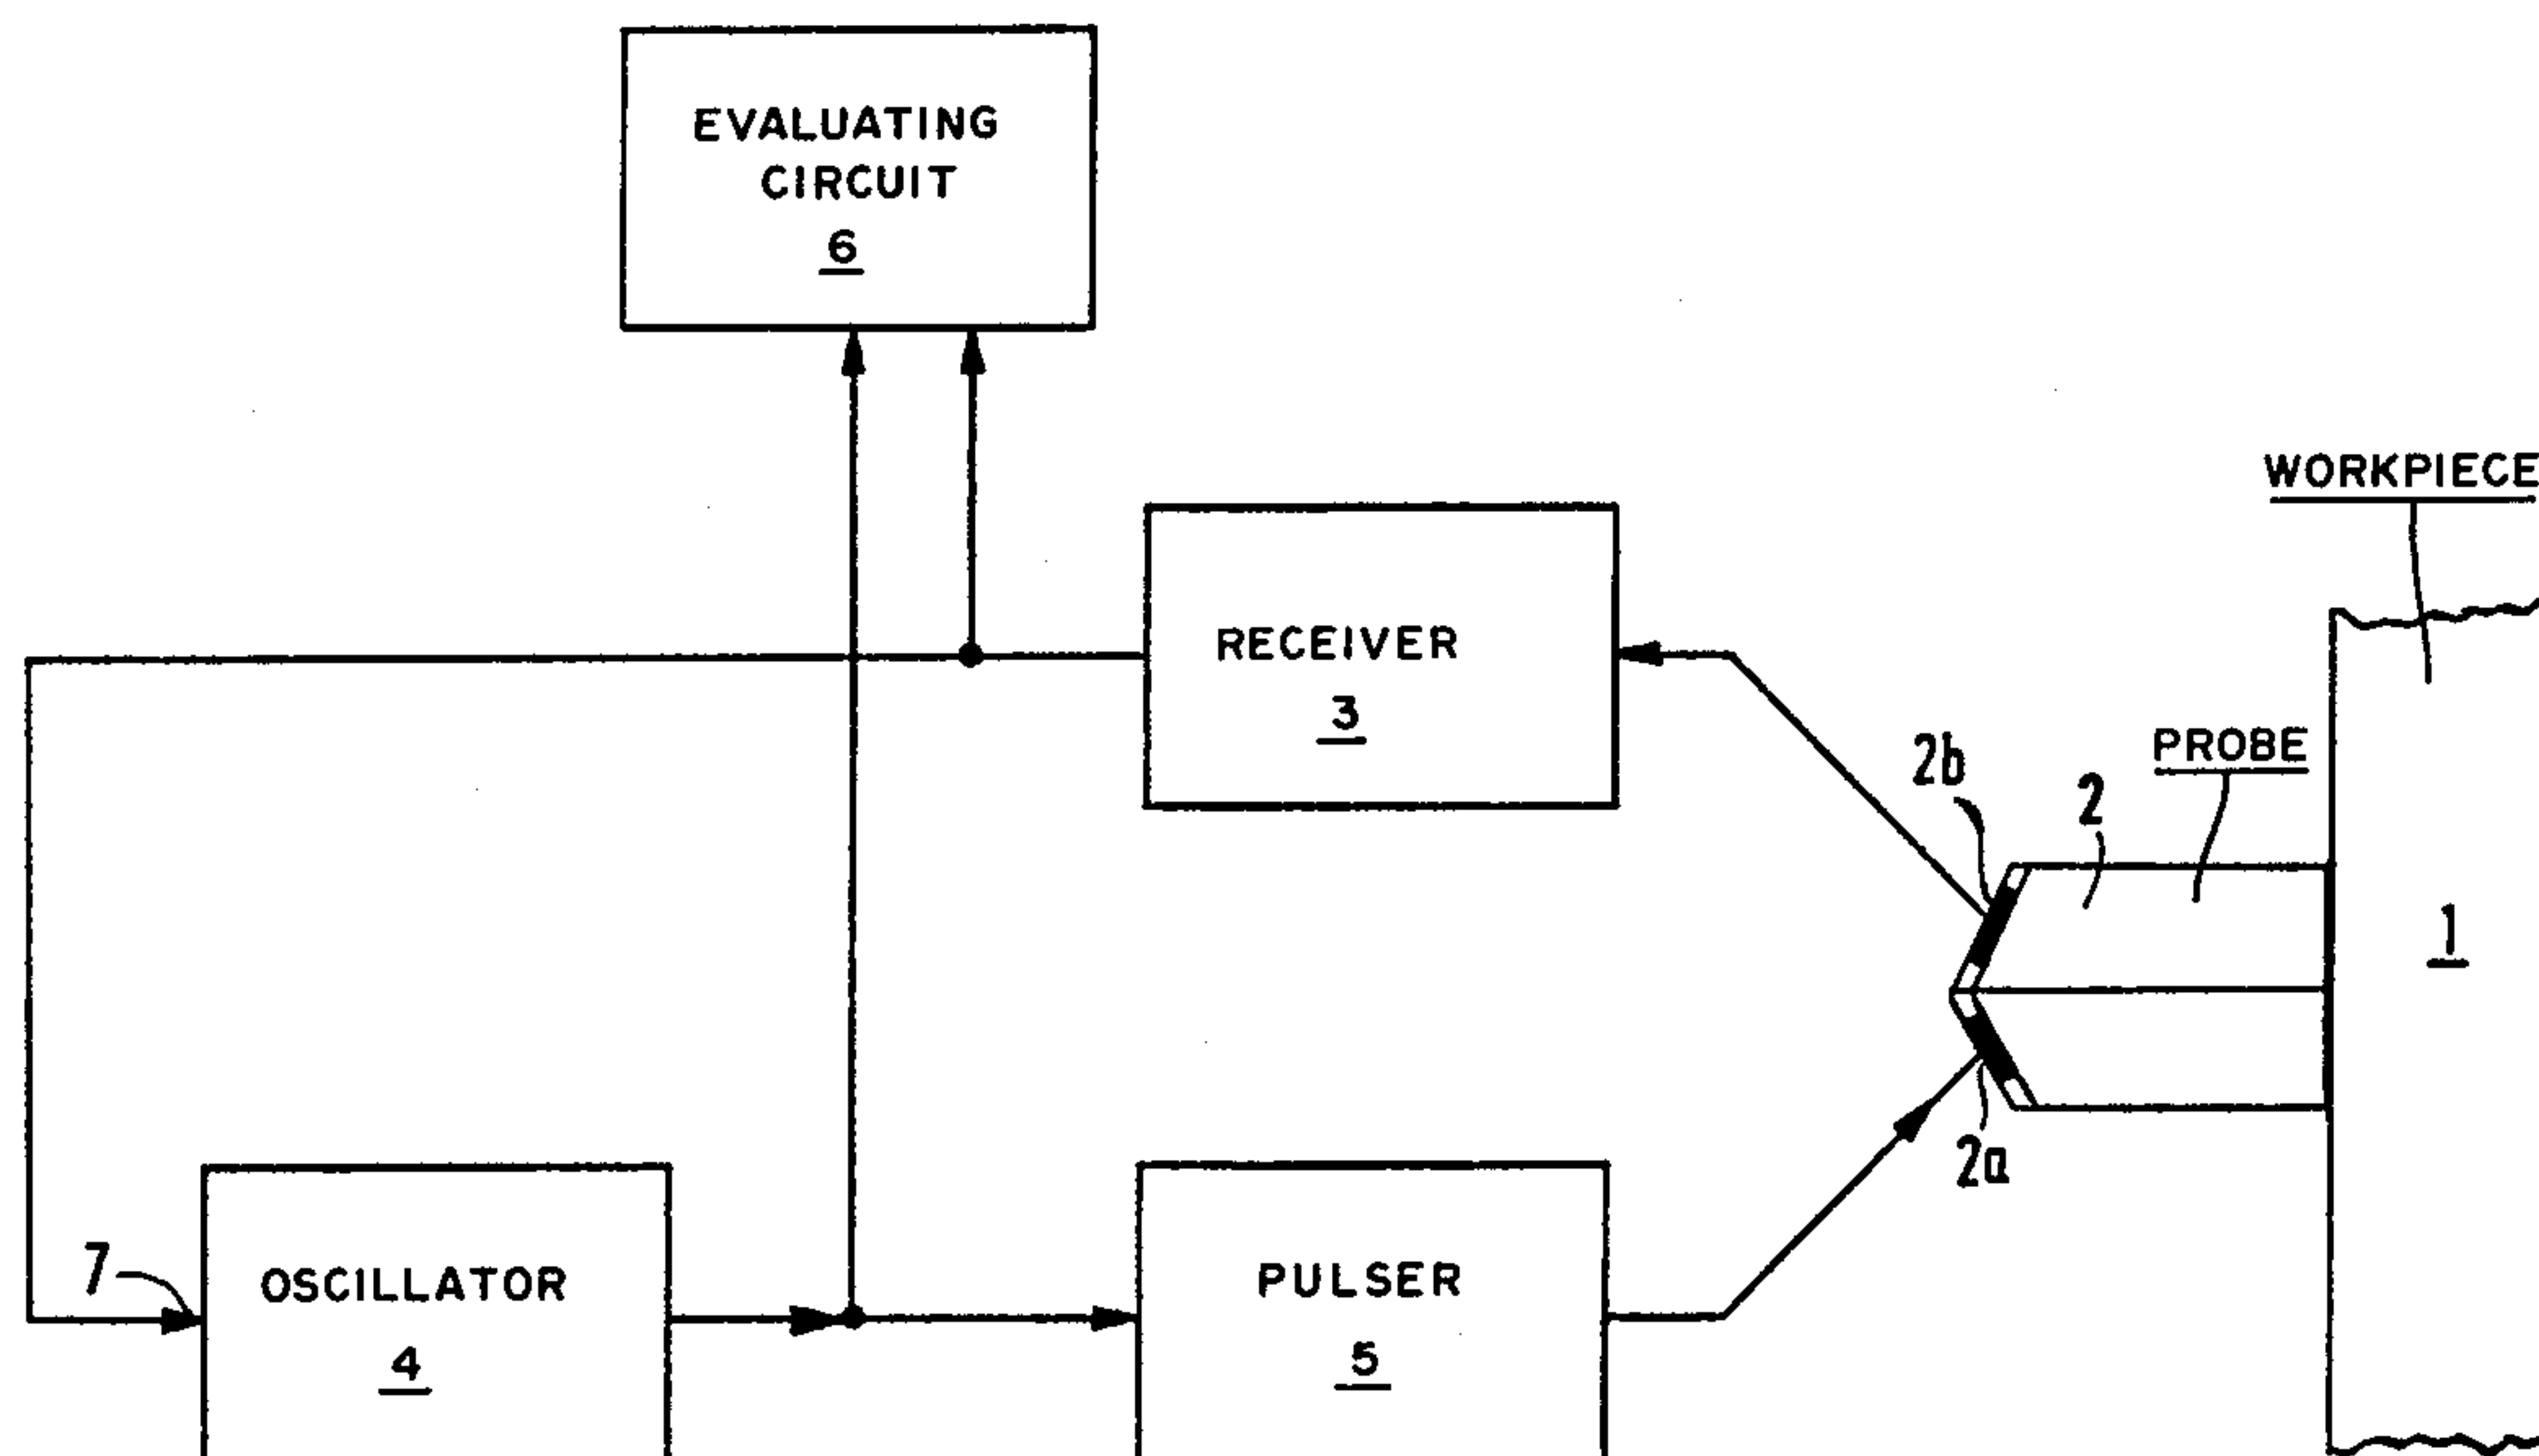 EVALUATING
CIRCUIT
6
WORKPIECE
RECEIVER
3
2b
PROBE
2
1
2a
7
OSCILLATOR
4
PULSER
5